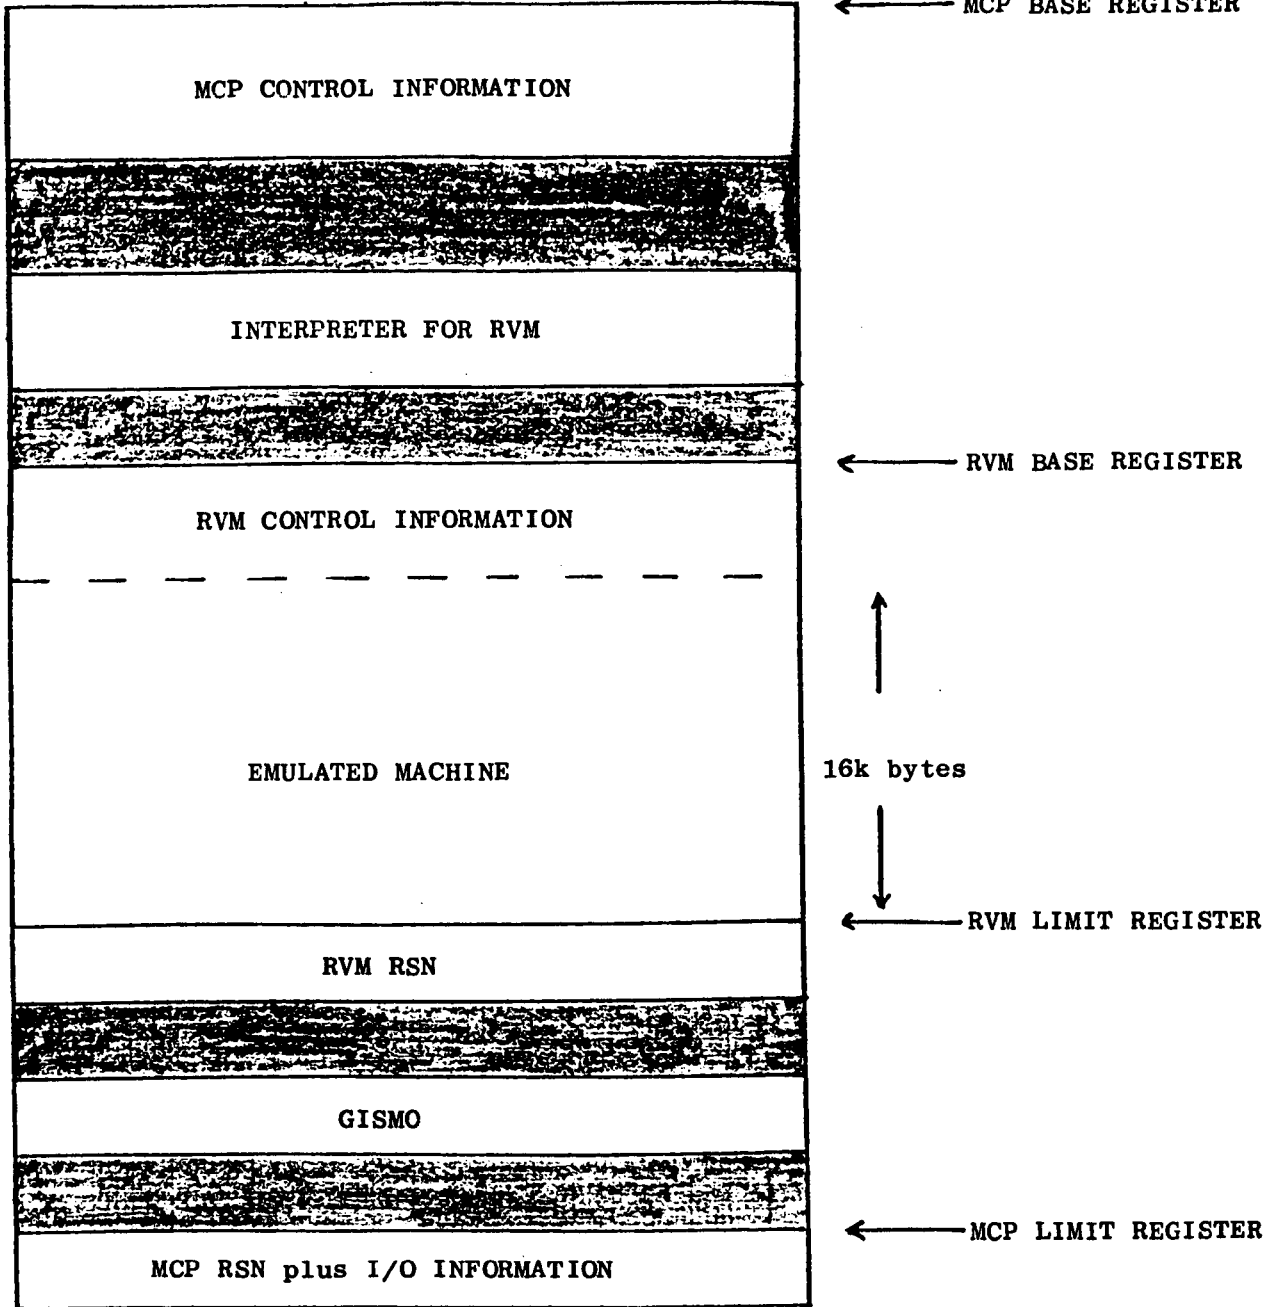 MCP BASE REGISTER
MCP CONTROL INFORMATION
INTERPRETER FOR RVM
RVM BASE REGISTER
RVM CONTROL INFORMATION
EMULATED MACHINE
16k bytes
RVM LIMIT REGISTER
RVM RSN
GISMO
MCP LIMIT REGISTER
MCP RSN plus I/O INFORMATION